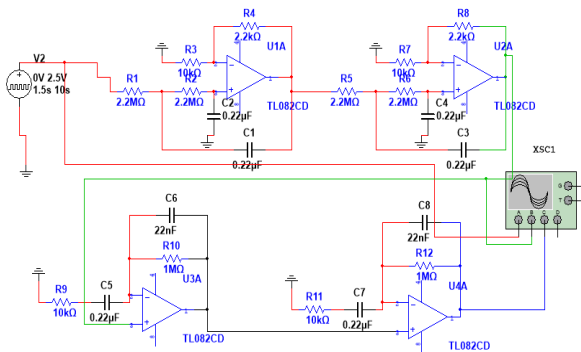 V2
0V 2.5V
1.5s 10s
R1
2.2MΩ
R2
2.2MΩ
R3
10kΩ
R4
2.2kΩ
U1A
TL082CD
C2
0.22µF
C1
0.22µF
R5
2.2MΩ
R6
2.2MΩ
R7
10kΩ
R8
2.2kΩ
U2A
TL082CD
C4
0.22µF
C3
0.22µF
XSC1
G
T
A B C D
R9
10kΩ
C5
0.22µF
C6
22nF
R10
1MΩ
U3A
TL082CD
R11
10kΩ
C7
0.22µF
C8
22nF
R12
1MΩ
U4A
TL082CD